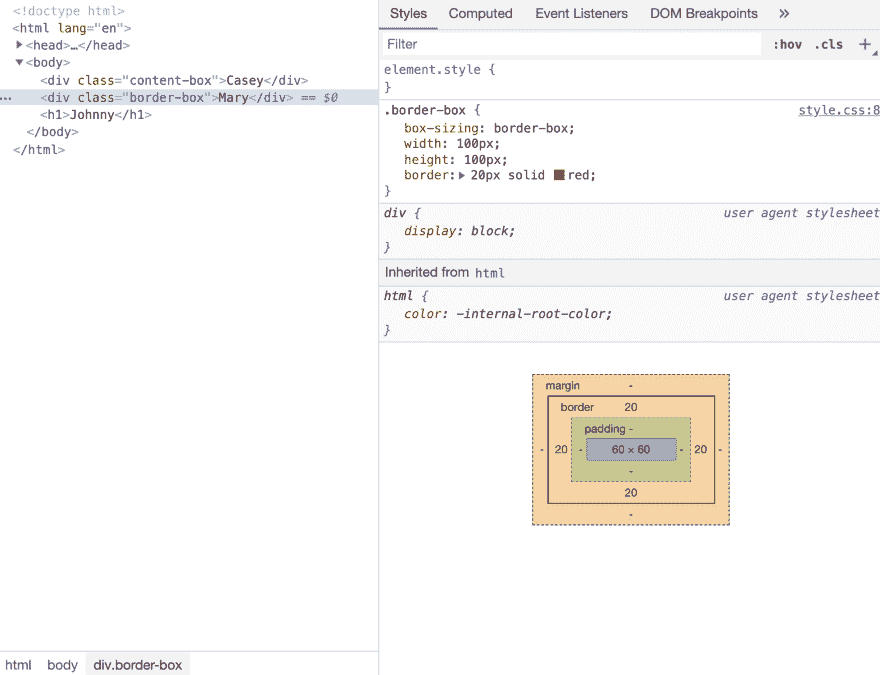 <!doctype html>
<html lang="en">
<head>…</head>
<body>
<div class="content-box">Casey</div>
<div class="border-box">Mary</div> == $0
<h1>Johnny</h1>
</body>
</html>
html body div.border-box
Styles Computed Event Listeners DOM Breakpoints »
Filter :hov .cls +
element.style {
}
.border-box { style.css:8
box-sizing: border-box;
width: 100px;
height: 100px;
border: 20px solid red;
}
div { user agent stylesheet
display: block;
}
Inherited from html
html { user agent stylesheet
color: -internal-root-color;
}
margin -
border 20
padding -
- 20 - 60 × 60 - 20 -
-
20
-